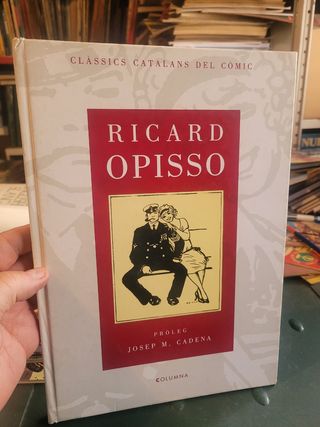 CLÀSSICS CATALANS DEL CÒMIC
RICARD
OPISSO
PRÒLEG
JOSEP M. CADENA
COLUMNA